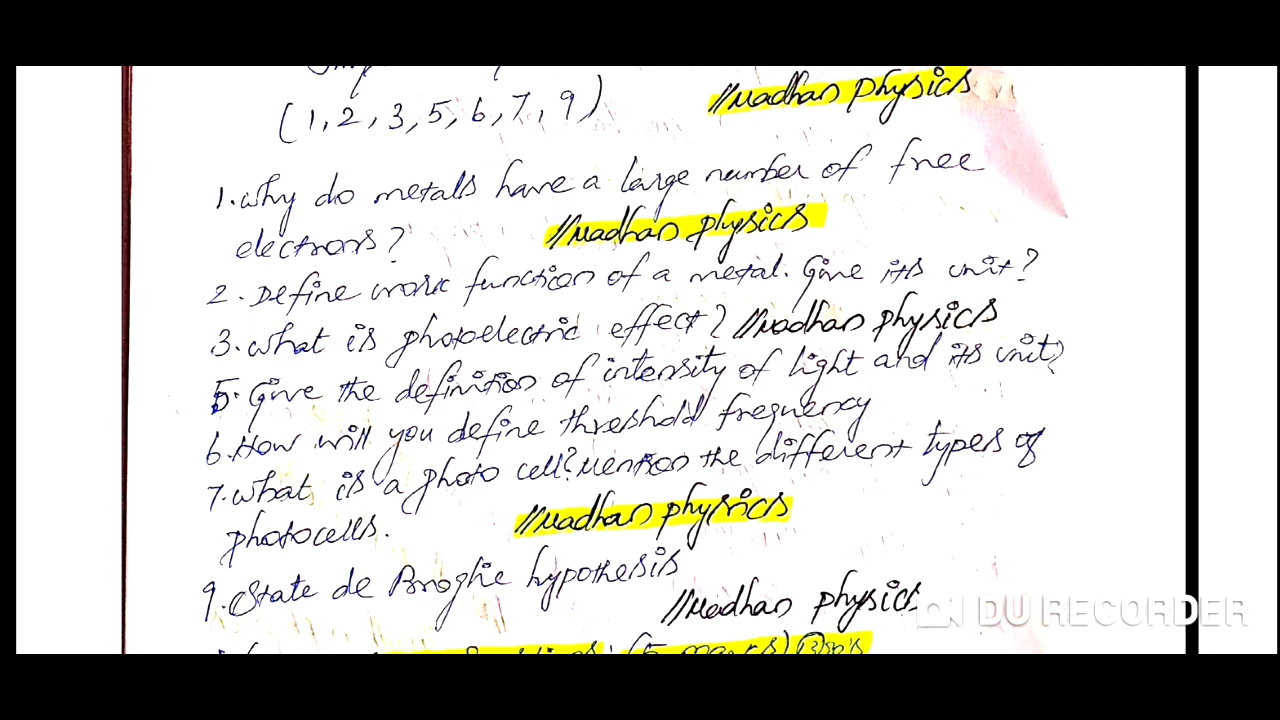 (1, 2, 3, 5, 6, 7, 9)
//Madhan physics
1. Why do metals have a large number of free
electrons?
//Madhan physics
2. Define work function of a metal. Give its unit?
3. What is photoelectric effect? //Madhan physics
5. Give the definition of intensity of light and its unit?
6. How will you define threshold frequency
7. What is a photo cell? Mention the different types of
photocells.
//Madhan physics
9. State de Broglie hypothesis
//Madhan physics
DU RECORDER